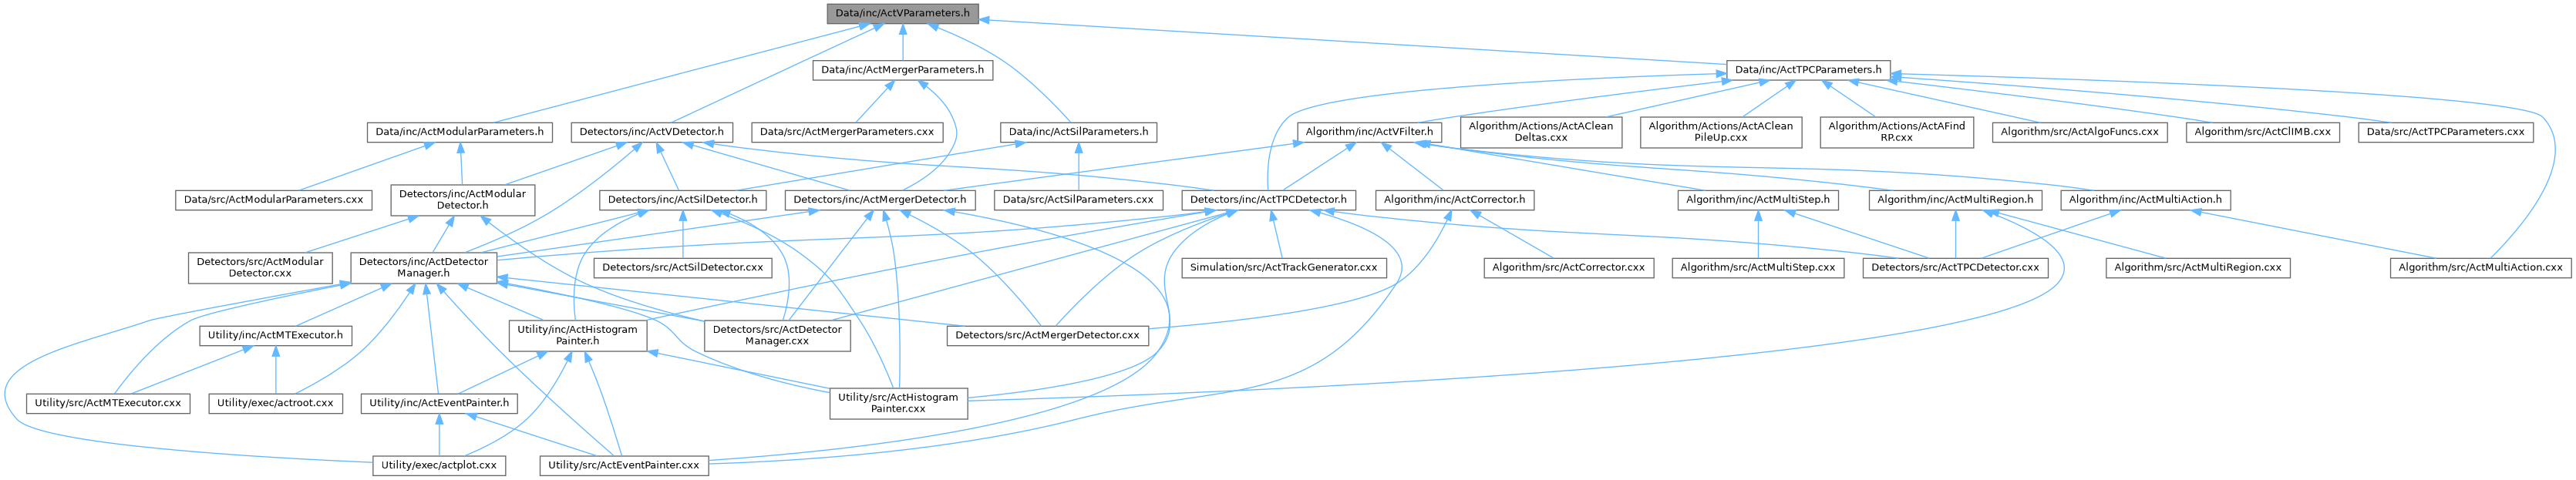 Data/inc/ActVParameters.h
Data/inc/ActMergerParameters.h
Data/inc/ActTPCParameters.h
Data/inc/ActModularParameters.h
Detectors/inc/ActVDetector.h
Data/src/ActMergerParameters.cxx
Data/inc/ActSilParameters.h
Algorithm/inc/ActVFilter.h
Algorithm/Actions/ActAClean
Deltas.cxx
Algorithm/Actions/ActAClean
PileUp.cxx
Algorithm/Actions/ActAFind
RP.cxx
Algorithm/src/ActAlgoFuncs.cxx
Algorithm/src/ActClIMB.cxx
Data/src/ActTPCParameters.cxx
Data/src/ActModularParameters.cxx
Detectors/inc/ActModular
Detector.h
Detectors/inc/ActSilDetector.h
Detectors/inc/ActMergerDetector.h
Data/src/ActSilParameters.cxx
Detectors/inc/ActTPCDetector.h
Algorithm/inc/ActCorrector.h
Algorithm/inc/ActMultiStep.h
Algorithm/inc/ActMultiRegion.h
Algorithm/inc/ActMultiAction.h
Detectors/src/ActModular
Detector.cxx
Detectors/inc/ActDetector
Manager.h
Detectors/src/ActSilDetector.cxx
Simulation/src/ActTrackGenerator.cxx
Algorithm/src/ActCorrector.cxx
Algorithm/src/ActMultiStep.cxx
Detectors/src/ActTPCDetector.cxx
Algorithm/src/ActMultiRegion.cxx
Algorithm/src/ActMultiAction.cxx
Utility/inc/ActMTExecutor.h
Utility/inc/ActHistogram
Painter.h
Detectors/src/ActDetector
Manager.cxx
Detectors/src/ActMergerDetector.cxx
Utility/src/ActMTExecutor.cxx
Utility/exec/actroot.cxx
Utility/inc/ActEventPainter.h
Utility/src/ActHistogram
Painter.cxx
Utility/exec/actplot.cxx
Utility/src/ActEventPainter.cxx